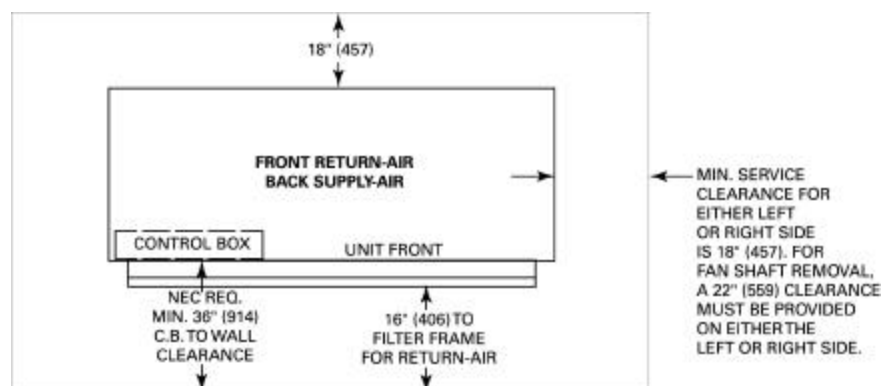 18" (457)
FRONT RETURN-AIR
BACK SUPPLY-AIR
MIN. SERVICE
CLEARANCE FOR
EITHER LEFT
OR RIGHT SIDE
IS 18" (457). FOR
FAN SHAFT REMOVAL,
A 22" (559) CLEARANCE
MUST BE PROVIDED
ON EITHER THE
LEFT OR RIGHT SIDE.
CONTROL BOX
UNIT FRONT
NEC REQ.
MIN. 36" (914)
C.B. TO WALL
CLEARANCE
16" (406) TO
FILTER FRAME
FOR RETURN-AIR